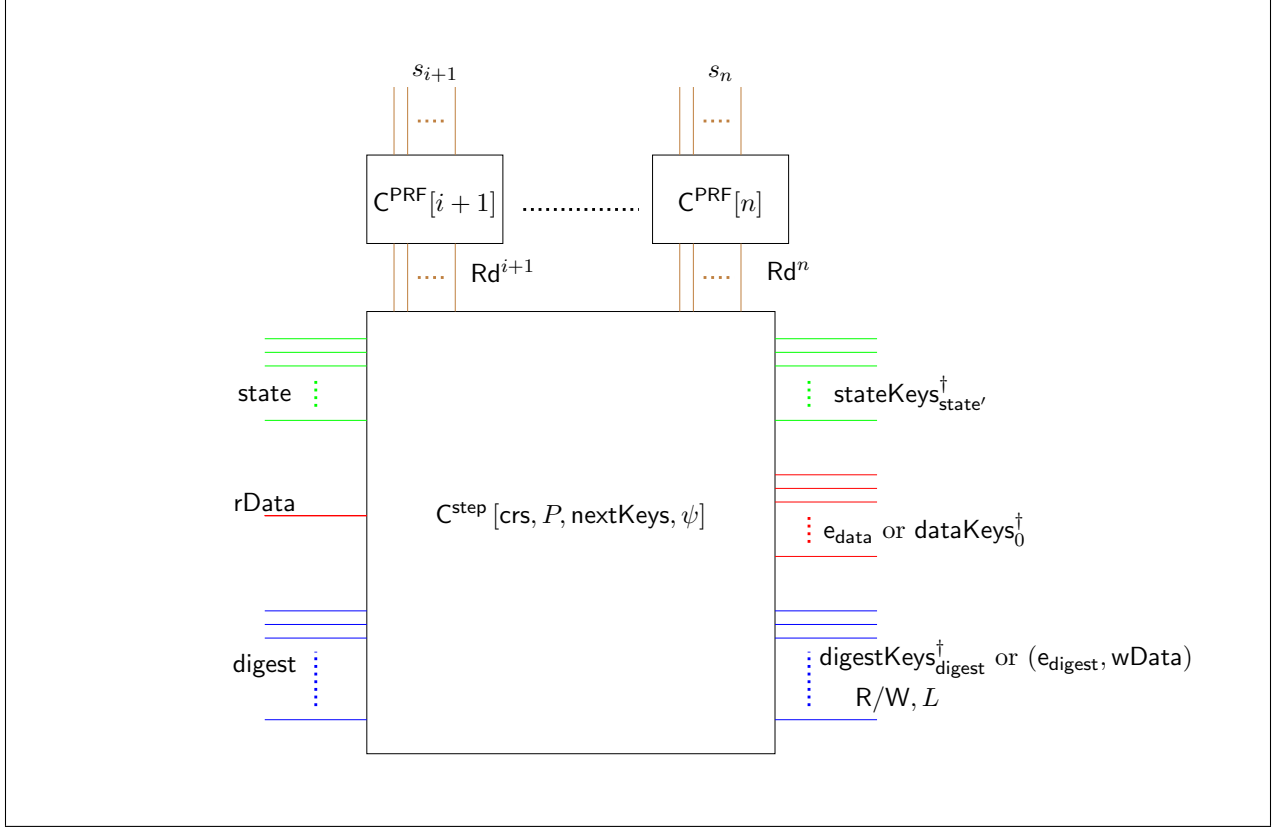 s_{i+1} s_n
C^{PRF}[i + 1] C^{PRF}[n]
Rd^{i+1} Rd^n
state stateKeys^†_{state′}
rData
C^{step} [crs, P, nextKeys, ψ]
e_{data} or dataKeys^†_0
digest digestKeys^†_{digest} or (e_{digest}, wData)
R/W, L